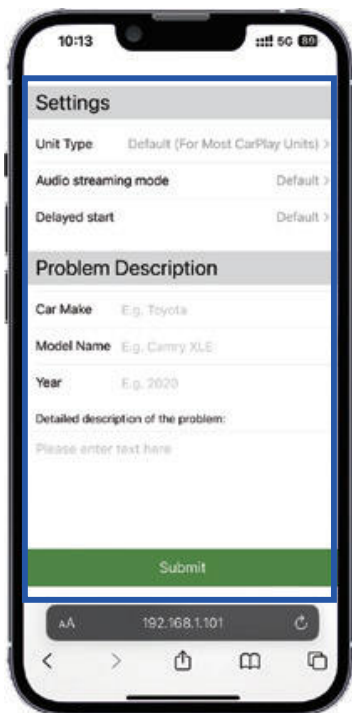 10:13 5G 89
Settings
Unit Type Default (For Most CarPlay Units) >
Audio streaming mode Default >
Delayed start Default >
Problem Description
Car Make E.g. Toyota
Model Name E.g. Camry XLE
Year E.g. 2020
Detailed description of the problem:
Please enter text here
Submit
AA 192.168.1.101